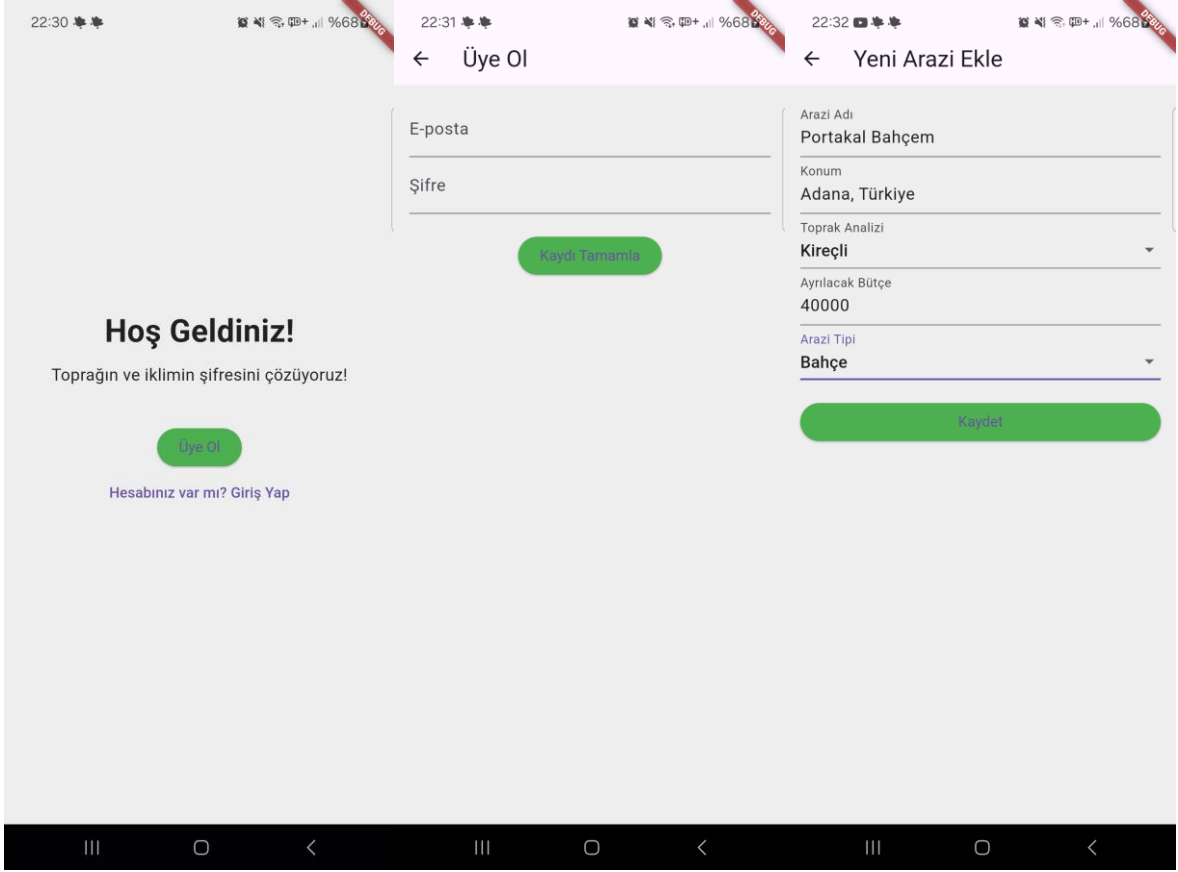 22:30
%68
DEBUG
Hoş Geldiniz!
Toprağın ve iklimin şifresini çözüyoruz!
Üye Ol
Hesabınız var mı? Giriş Yap
22:31
%68
DEBUG
Üye Ol
E-posta
Şifre
Kaydı Tamamla
22:32
%68
DEBUG
Yeni Arazi Ekle
Arazi Adı
Portakal Bahçem
Konum
Adana, Türkiye
Toprak Analizi
Kireçli
Ayrılacak Bütçe
40000
Arazi Tipi
Bahçe
Kaydet